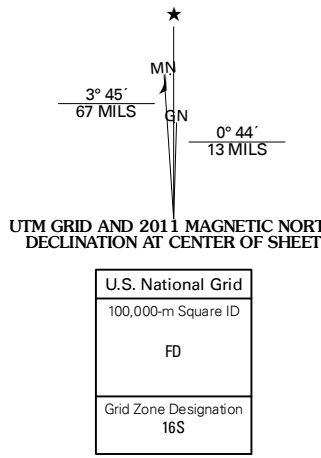 ★
MN
3° 45´
67 MILS
GN
0° 44´
13 MILS
UTM GRID AND 2011 MAGNETIC NORT
DECLINATION AT CENTER OF SHEET
U.S. National Grid
100,000-m Square ID
FD
Grid Zone Designation
16S